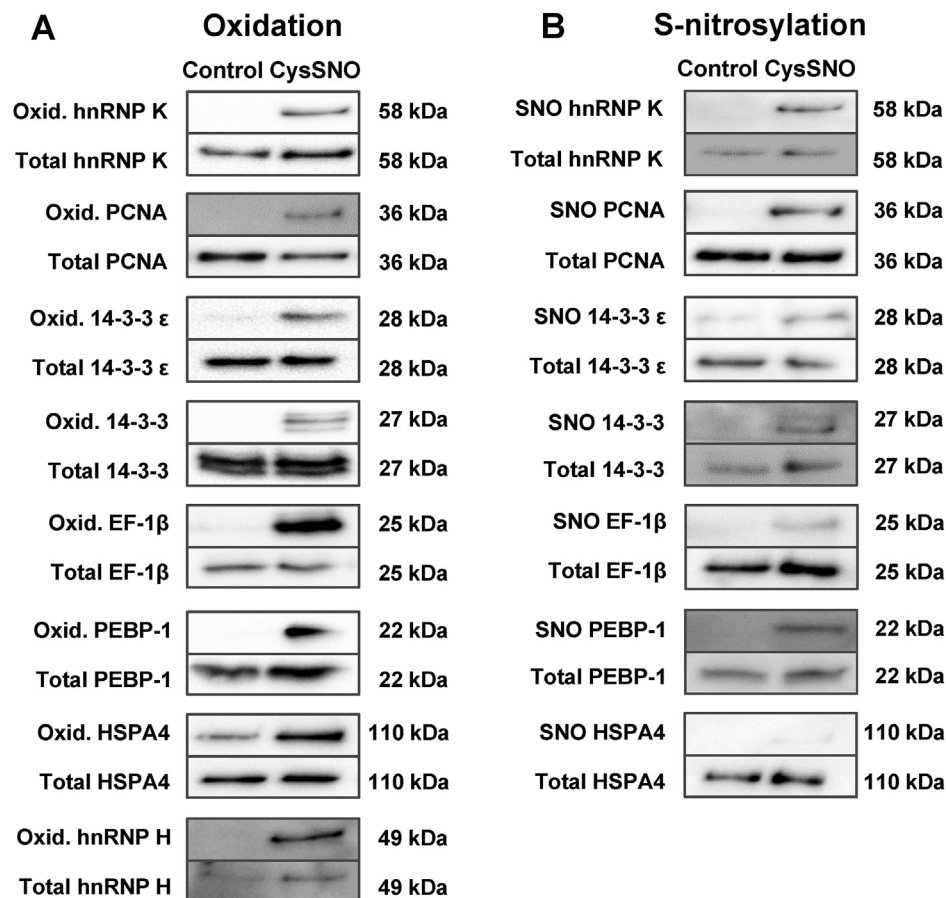 A Oxidation
Control CysSNO
Oxid. hnRNP K 58 kDa
Total hnRNP K 58 kDa
Oxid. PCNA 36 kDa
Total PCNA 36 kDa
Oxid. 14-3-3 ε 28 kDa
Total 14-3-3 ε 28 kDa
Oxid. 14-3-3 27 kDa
Total 14-3-3 27 kDa
Oxid. EF-1β 25 kDa
Total EF-1β 25 kDa
Oxid. PEBP-1 22 kDa
Total PEBP-1 22 kDa
Oxid. HSPA4 110 kDa
Total HSPA4 110 kDa
Oxid. hnRNP H 49 kDa
Total hnRNP H 49 kDa
B S-nitrosylation
Control CysSNO
SNO hnRNP K 58 kDa
Total hnRNP K 58 kDa
SNO PCNA 36 kDa
Total PCNA 36 kDa
SNO 14-3-3 ε 28 kDa
Total 14-3-3 ε 28 kDa
SNO 14-3-3 27 kDa
Total 14-3-3 27 kDa
SNO EF-1β 25 kDa
Total EF-1β 25 kDa
SNO PEBP-1 22 kDa
Total PEBP-1 22 kDa
SNO HSPA4 110 kDa
Total HSPA4 110 kDa